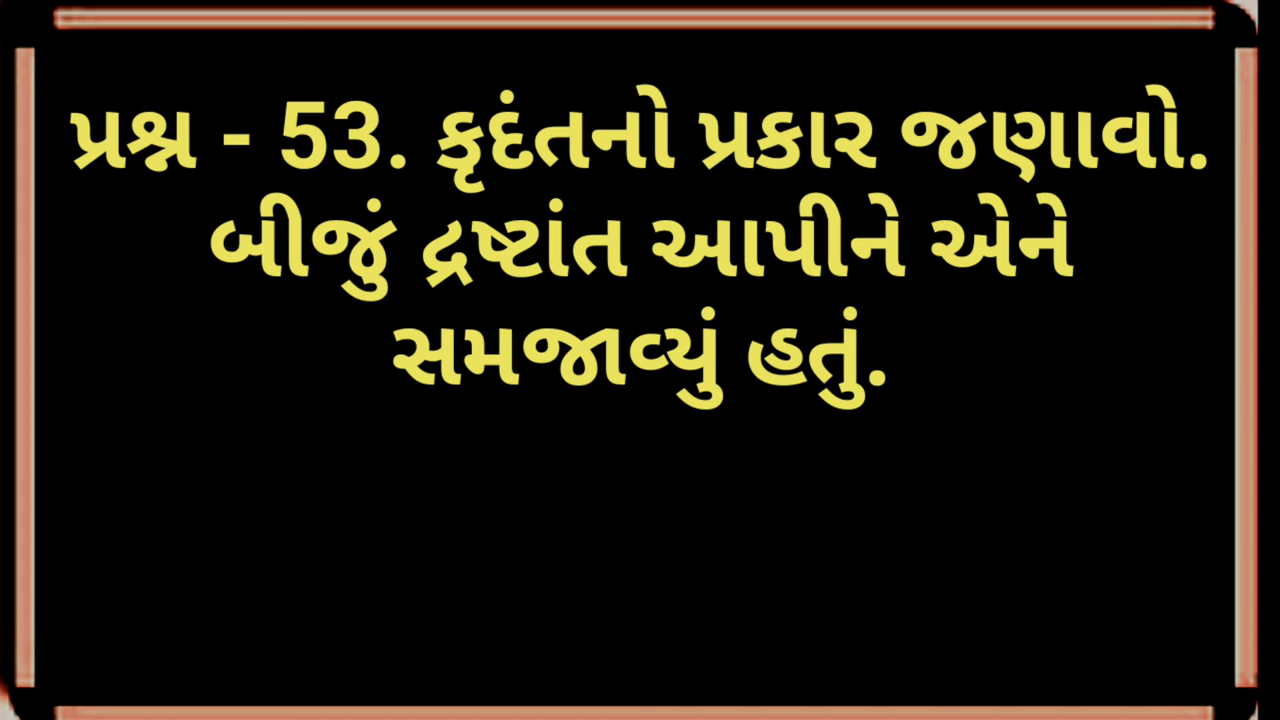 પ્રશ્ન - 53. કૃદંતનો પ્રકાર જણાવો.
બીજું દ્રષ્ટાંત આપીને એને
સમજાવ્યું હતું.